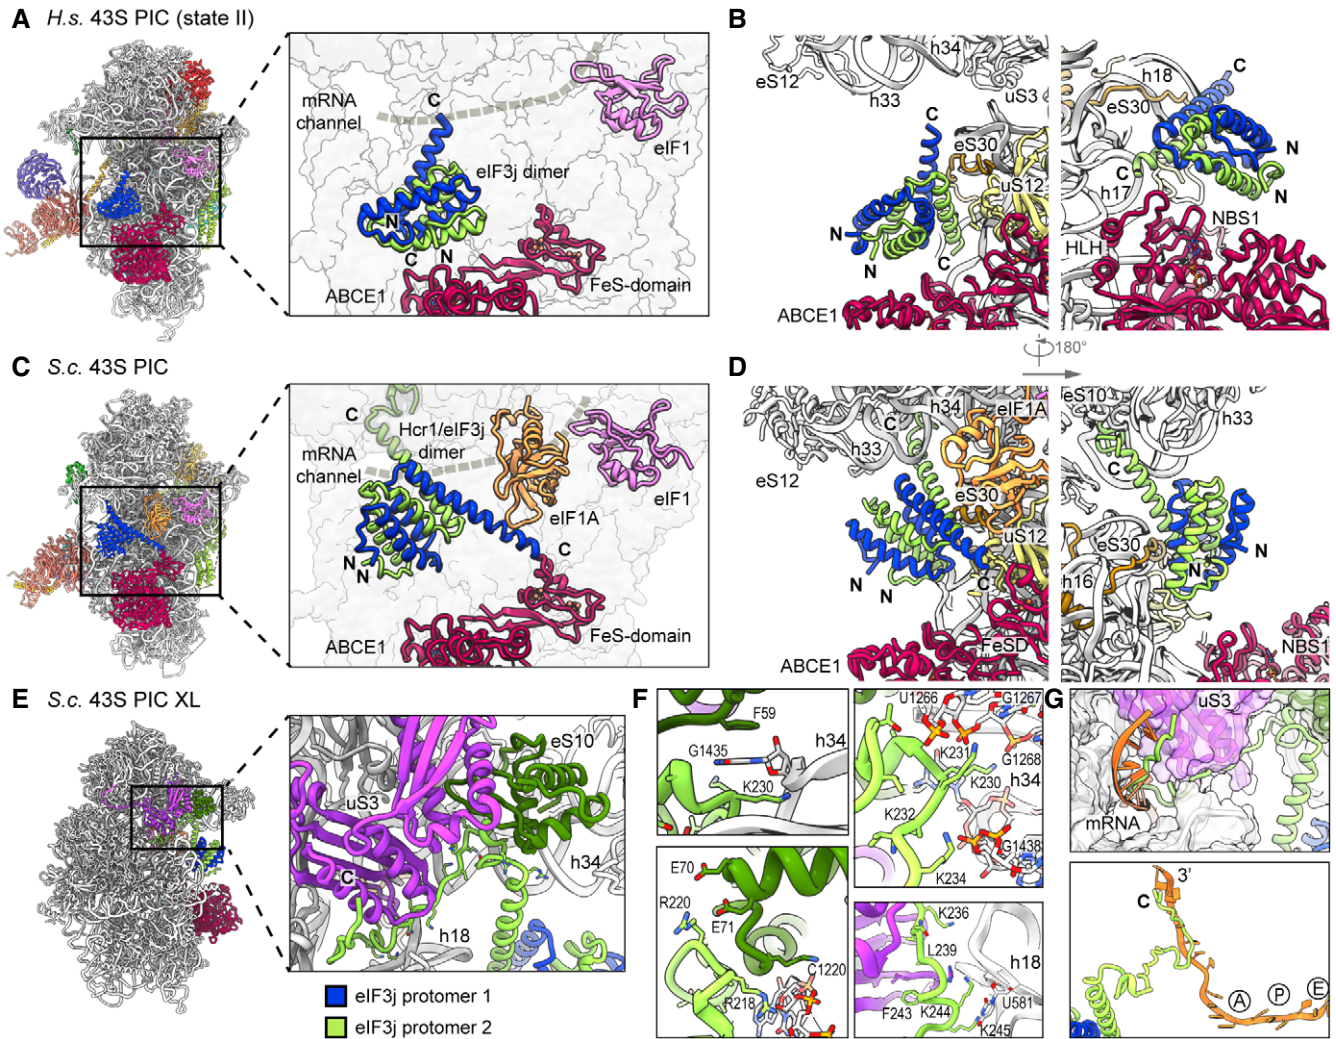 A H.s. 43S PIC (state II)
mRNA
channel
C
eIF1
eIF3j dimer
N
C N
ABCE1
FeS-domain
B
eS12
h34
h33
uS3
C
eS30
uS12
N
N
C
ABCE1
h18
C
eS30
N
C
N
h17
NBS1
HLH
180°
C S.c. 43S PIC
C
Hcr1/eIF3j
dimer
mRNA
channel
eIF1
eIF1A
C
N
N
ABCE1
FeS-domain
D
h34
eIF1A
C
h33
eS12
eS30
uS12
C
N
N
FeSD
ABCE1
eS10
h33
C
eS30
N
N
h16
NBS1
E S.c. 43S PIC XL
eS10
uS3
h34
C
h18
eIF3j protomer 1
eIF3j protomer 2
F
F59
G1435
h34
K230
U1266
G1267
K231
G1268
K230
h34
K232
G1438
K234
E70
R220
E71
C1220
R218
K236
L239
h18
U581
F243
K244
K245
G
uS3
mRNA
3'
C
A
P
E